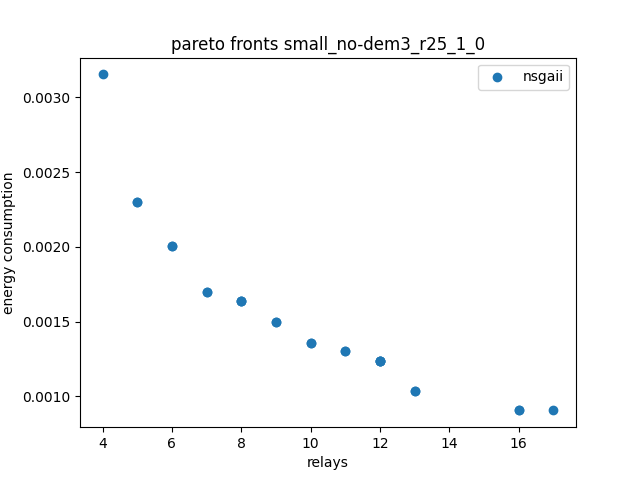 pareto fronts small_no-dem3_r25_1_0
nsgaii
0.0030
0.0025
0.0020
0.0015
0.0010
energy consumption
4 6 8 10 12 14 16
relays